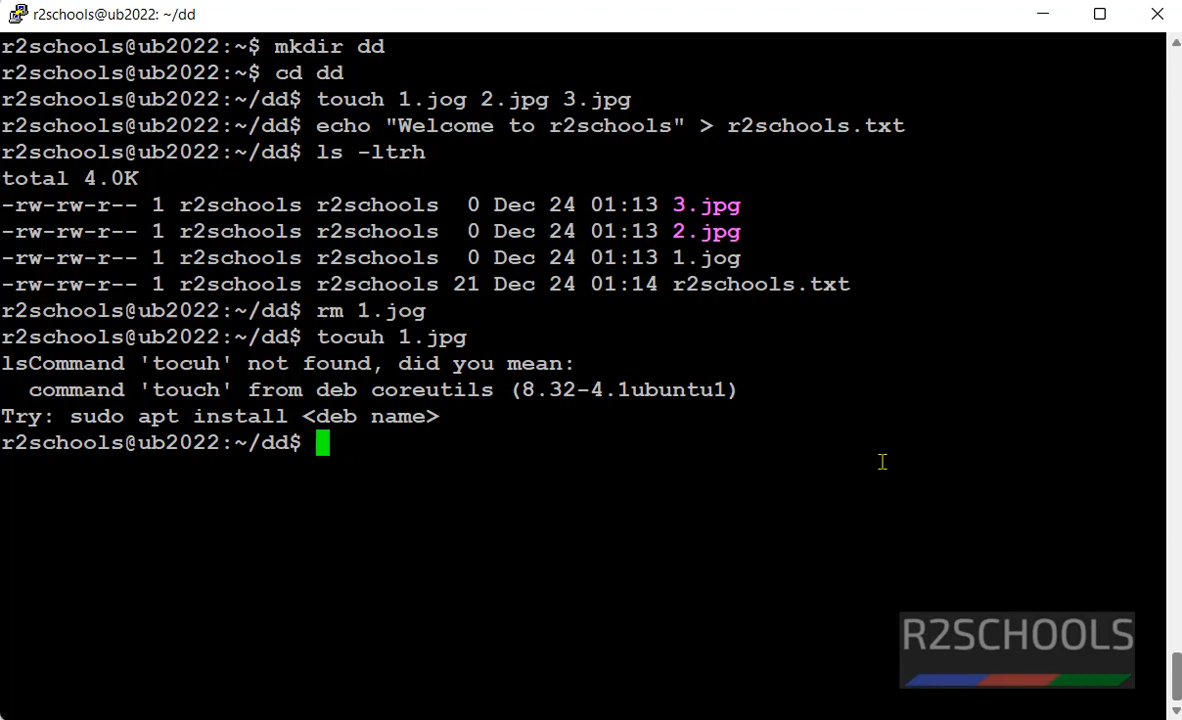 r2schools@ub2022: ~/dd
r2schools@ub2022:~$ mkdir dd
r2schools@ub2022:~$ cd dd
r2schools@ub2022:~/dd$ touch 1.jog 2.jpg 3.jpg
r2schools@ub2022:~/dd$ echo "Welcome to r2schools" > r2schools.txt
r2schools@ub2022:~/dd$ ls -ltrh
total 4.0K
-rw-rw-r-- 1 r2schools r2schools  0 Dec 24 01:13 3.jpg
-rw-rw-r-- 1 r2schools r2schools  0 Dec 24 01:13 2.jpg
-rw-rw-r-- 1 r2schools r2schools  0 Dec 24 01:13 1.jog
-rw-rw-r-- 1 r2schools r2schools 21 Dec 24 01:14 r2schools.txt
r2schools@ub2022:~/dd$ rm 1.jog
r2schools@ub2022:~/dd$ tocuh 1.jpg
lsCommand 'tocuh' not found, did you mean:
  command 'touch' from deb coreutils (8.32-4.1ubuntu1)
Try: sudo apt install <deb name>
r2schools@ub2022:~/dd$
R2SCHOOLS